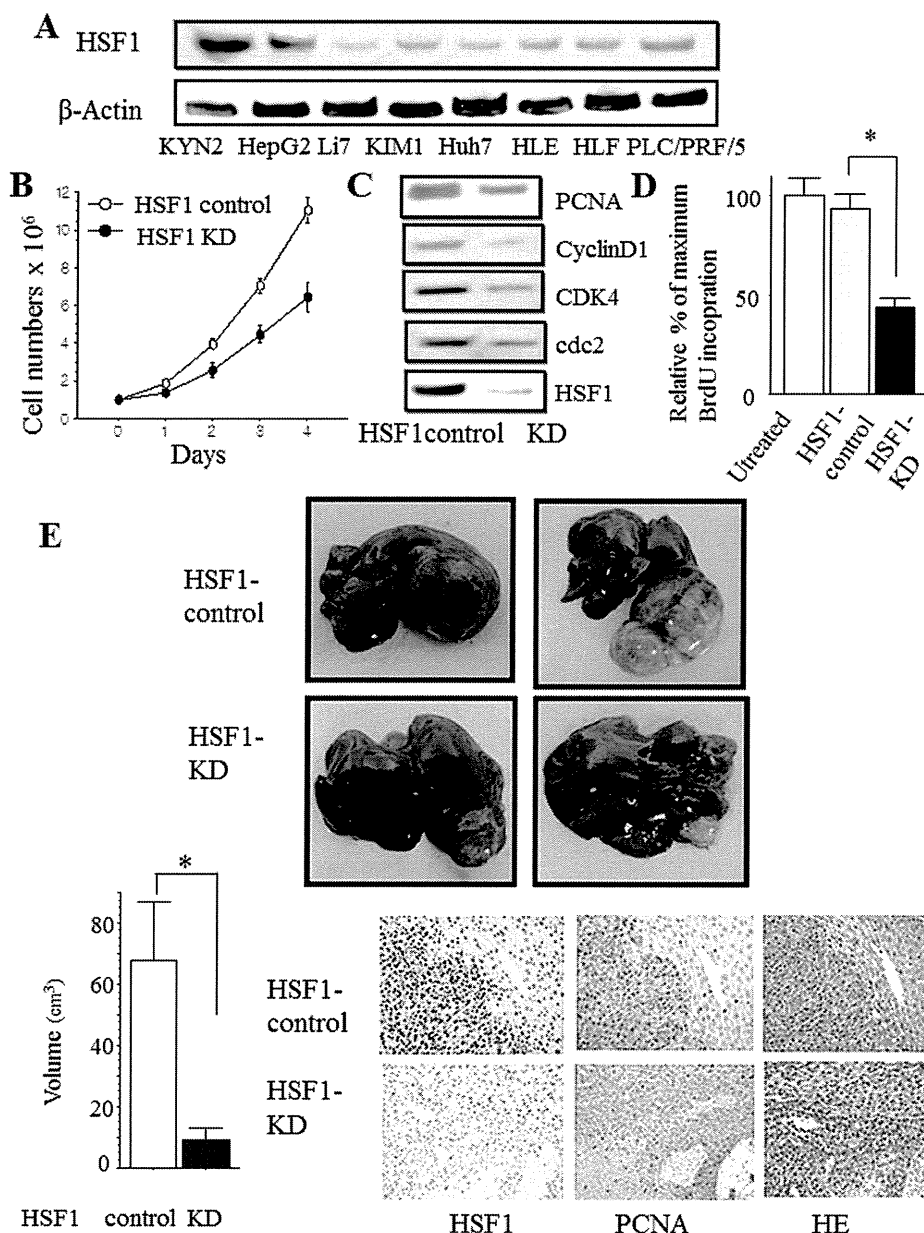 A
HSF1
β-Actin
KYN2 HepG2 Li7 KIM1 Huh7 HLE HLF PLC/PRF/5
B
Cell numbers x 10⁶
12
10
8
6
4
2
0
HSF1 control
HSF1 KD
0 1 2 3 4
Days
C
PCNA
CyclinD1
CDK4
cdc2
HSF1
HSF1control KD
D
Relative % of maximum
BrdU incopration
100
50
0
*
Utreated
HSF1-
control
HSF1-
KD
E
HSF1-
control
HSF1-
KD
*
Volume (cm³)
80
60
40
20
0
HSF1 control KD
HSF1-
control
HSF1-
KD
HSF1 PCNA HE